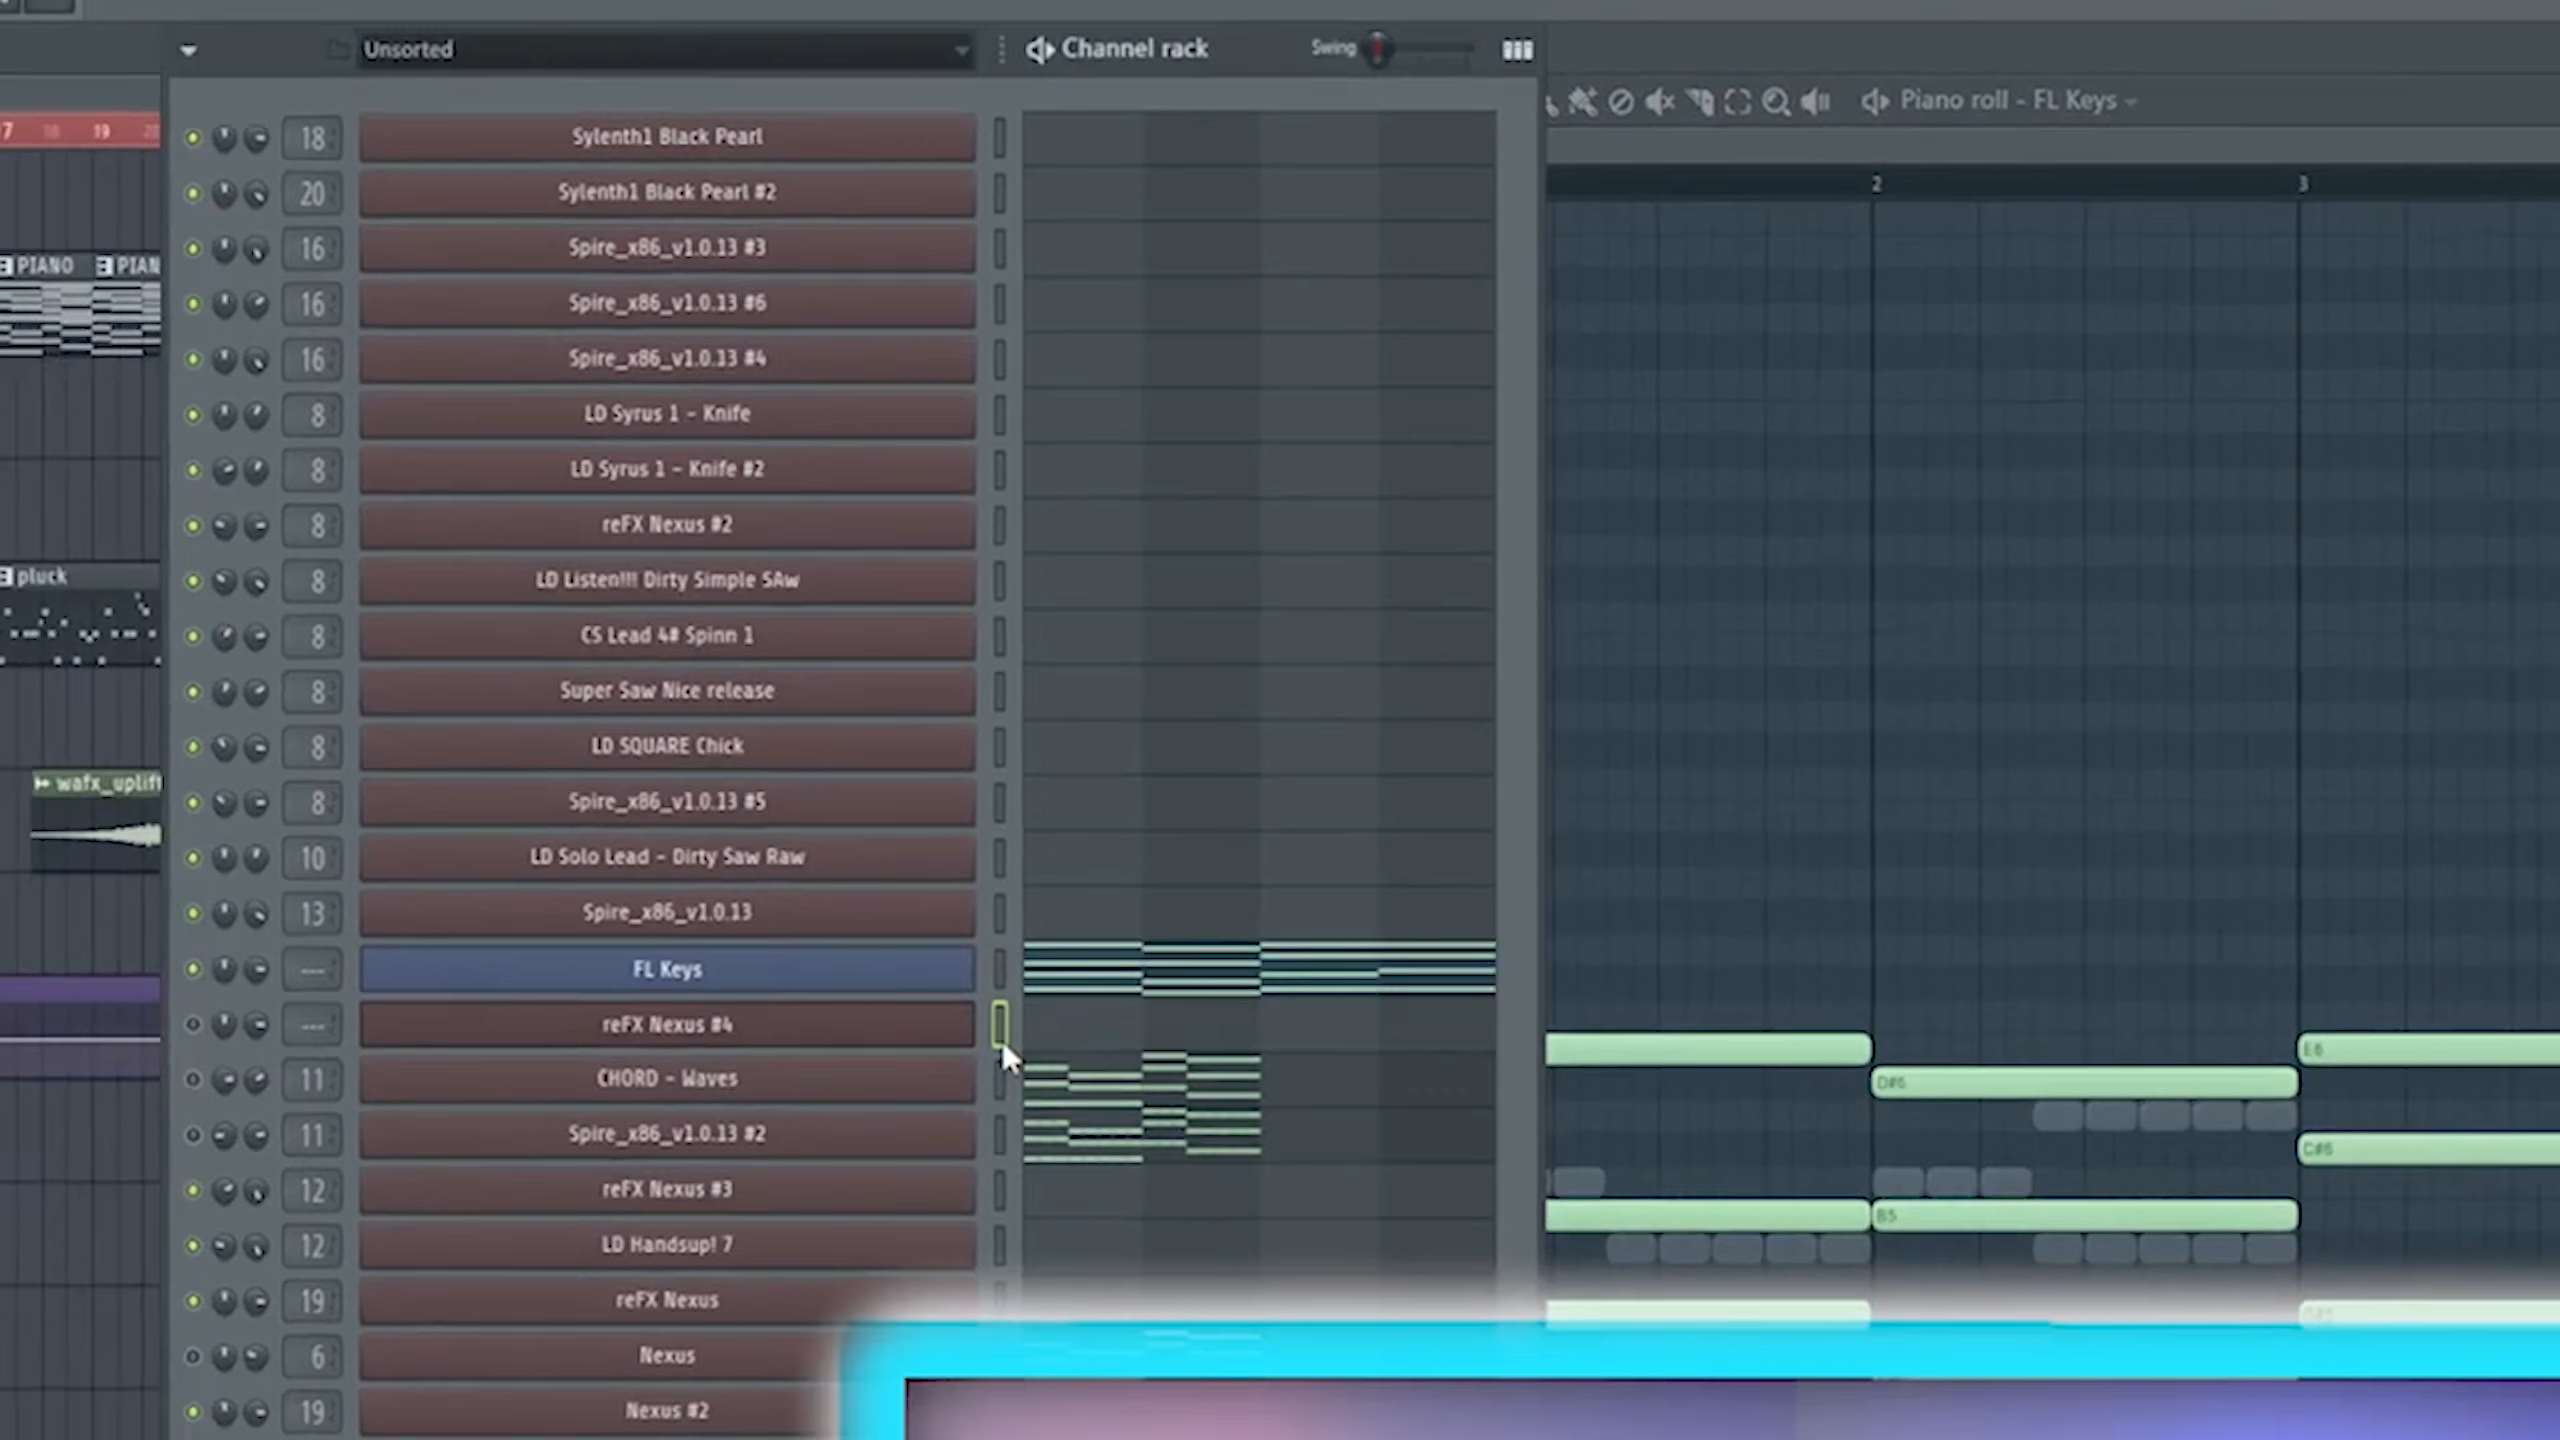 Unsorted
Channel rack
Swing
Piano roll - FL Keys
18
19
2
3
PIANO
PIAN
pluck
wafx_uplift
18 Sylenth1 Black Pearl
20 Sylenth1 Black Pearl #2
16 Spire_x86_v1.0.13 #3
16 Spire_x86_v1.0.13 #6
16 Spire_x86_v1.0.13 #4
8 LD Syrus 1 - Knife
8 LD Syrus 1 - Knife #2
8 reFX Nexus #2
8 LD Listen!!! Dirty Simple SAw
8 CS Lead 4# Spinn 1
8 Super Saw Nice release
8 LD SQUARE Chick
8 Spire_x86_v1.0.13 #5
10 LD Solo Lead - Dirty Saw Raw
13 Spire_x86_v1.0.13
--- FL Keys
--- reFX Nexus #4
11 CHORD - Waves
11 Spire_x86_v1.0.13 #2
12 reFX Nexus #3
12 LD Handsup! 7
19 reFX Nexus
6 Nexus
19 Nexus #2
E6
D#6
C#6
B5